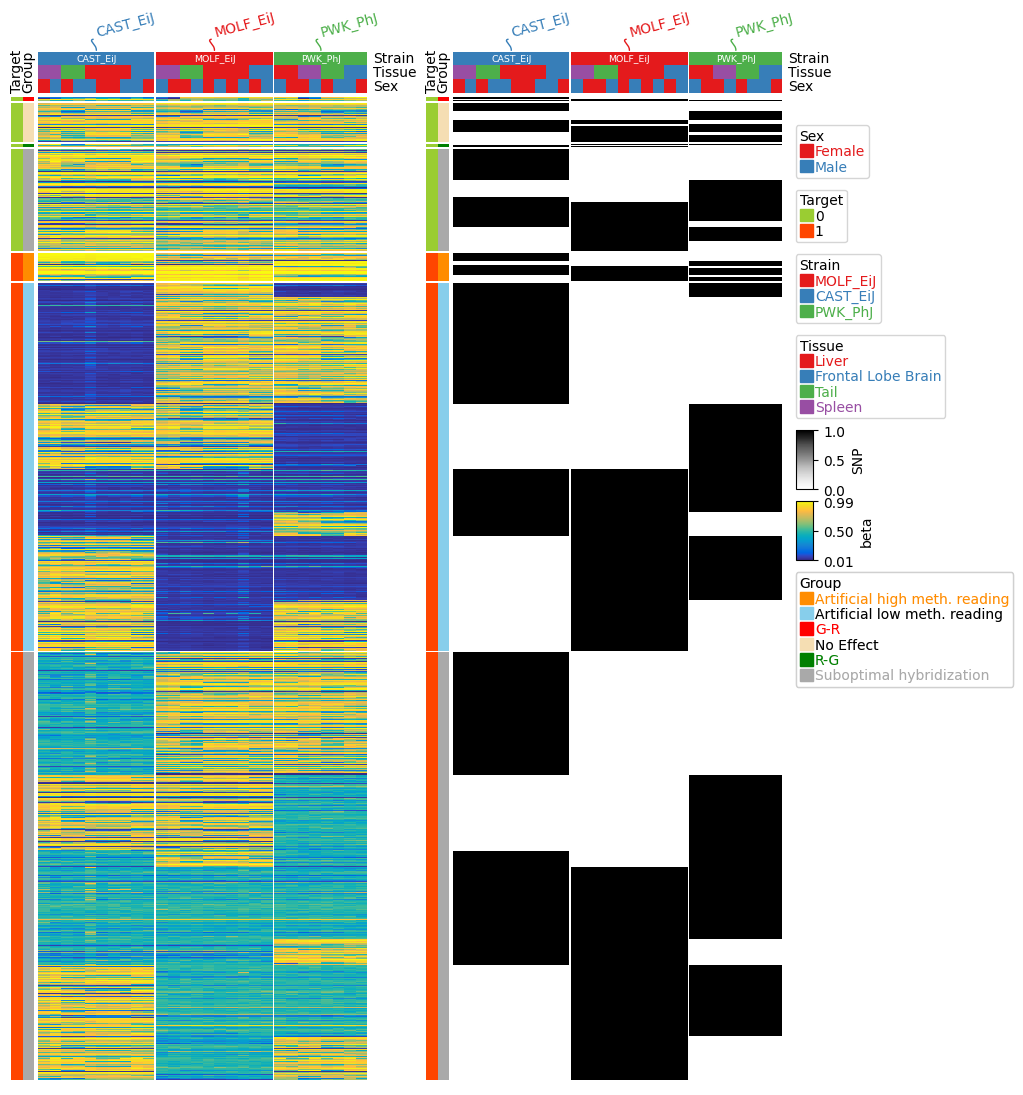 CAST_EiJ
MOLF_EiJ
PWK_PhJ
CAST_EiJ
MOLF_EiJ
PWK_PhJ
Target
Group
CAST_EiJ
MOLF_EiJ
PWK_PhJ
Strain
Tissue
Sex
Target
Group
CAST_EiJ
MOLF_EiJ
PWK_PhJ
Strain
Tissue
Sex
Sex
Female
Male
Target
0
1
Strain
MOLF_EiJ
CAST_EiJ
PWK_PhJ
Tissue
Liver
Frontal Lobe Brain
Tail
Spleen
1.0
0.5
0.0
SNP
0.99
0.50
0.01
beta
Group
Artificial high meth. reading
Artificial low meth. reading
G-R
No Effect
R-G
Suboptimal hybridization